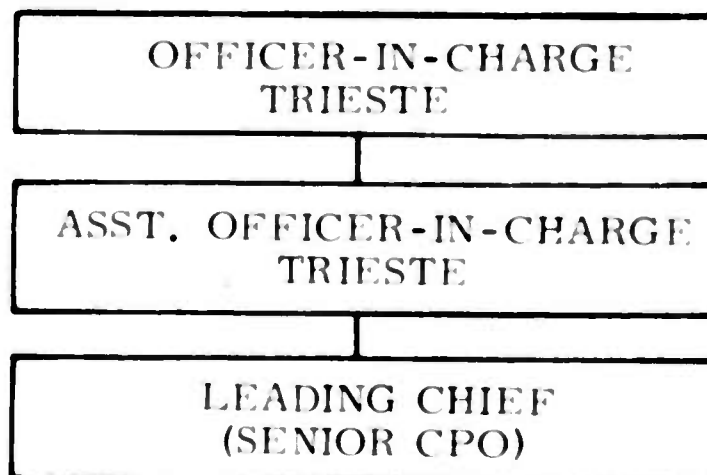 OFFICER-IN-CHARGE
TRIESTE
ASST. OFFICER-IN-CHARGE
TRIESTE
LEADING CHIEF
(SENIOR CPO)